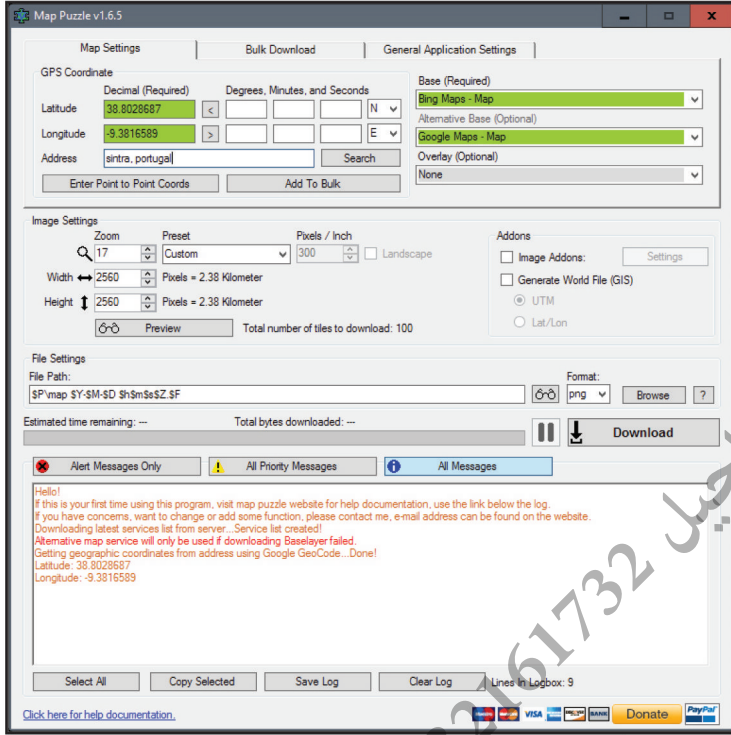 Map Puzzle v1.6.5
Map Settings
Bulk Download
General Application Settings
GPS Coordinate
Decimal (Required)
Degrees, Minutes, and Seconds
Latitude 38.8028687 < N
Longitude -9.3816589 > E
Address sintra, portugal Search
Enter Point to Point Coords Add To Bulk
Base (Required)
Bing Maps - Map
Alternative Base (Optional)
Google Maps - Map
Overlay (Optional)
None
Image Settings
Zoom Preset Pixels / Inch
17 Custom 300 Landscape
Width 2560 Pixels = 2.38 Kilometer
Height 2560 Pixels = 2.38 Kilometer
Preview Total number of tiles to download: 100
Addons
Image Addons: Settings
Generate World File (GIS)
UTM
Lat/Lon
File Settings
File Path: Format:
$P\map $Y-$M-$D $h$m$s$Z.$F png Browse ?
Estimated time remaining: --- Total bytes downloaded: ---
Download
Alert Messages Only All Priority Messages All Messages
Hello!
If this is your first time using this program, visit map puzzle website for help documentation, use the link below the log.
If you have concerns, want to change or add some function, please contact me, e-mail address can be found on the website.
Downloading latest services list from server...Service list created!
Alternative map service will only be used if downloading Baselayer failed.
Getting geographic coordinates from address using Google GeoCode...Done!
Latitude: 38.8028687
Longitude: -9.3816589
Select All Copy Selected Save Log Clear Log Lines In Logbox: 9
Click here for help documentation. VISA BANK Donate PayPal